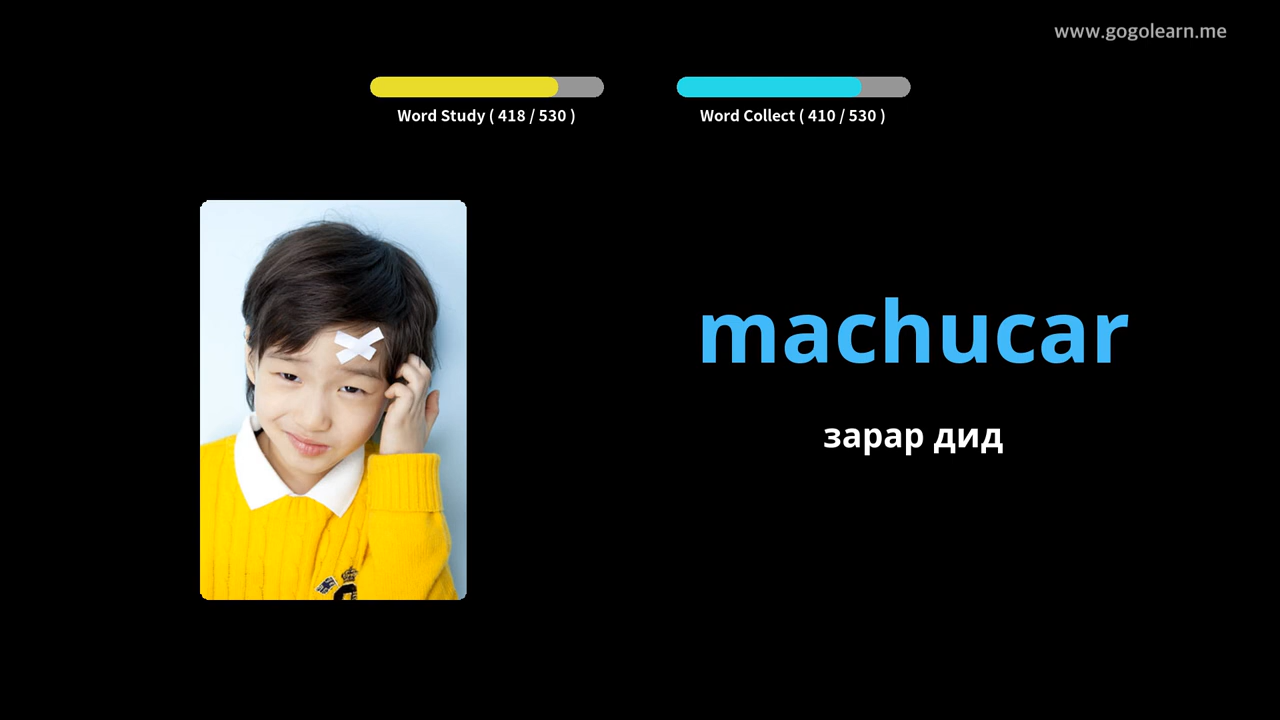 www.gogolearn.me
Word Study ( 418 / 530 )
Word Collect ( 410 / 530 )
machucar
зарар дид